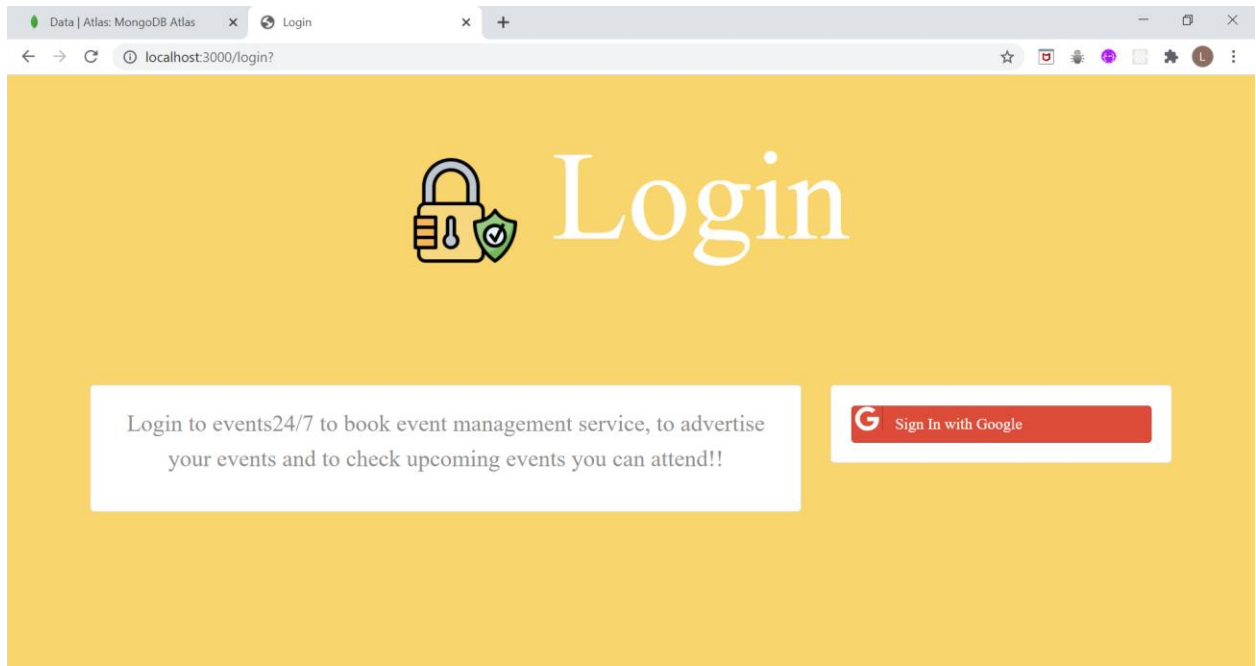 Data | Atlas: MongoDB Atlas
Login
localhost:3000/login?
L
Login
Login to events24/7 to book event management service, to advertise
your events and to check upcoming events you can attend!!
G
Sign In with Google